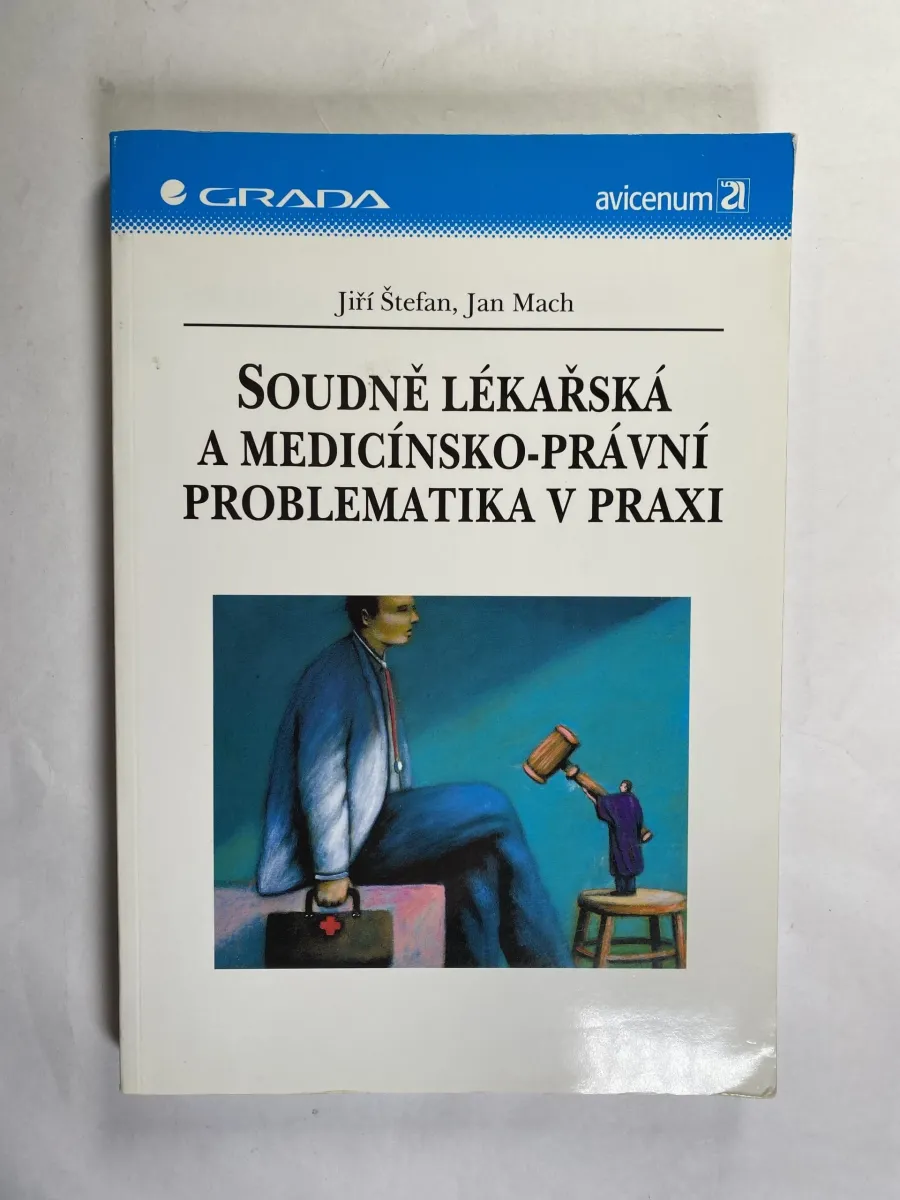 GRADA
avicenum
Jiří Štefan, Jan Mach
SOUDNĚ LÉKAŘSKÁ
A MEDICÍNSKO-PRÁVNÍ
PROBLEMATIKA V PRAXI